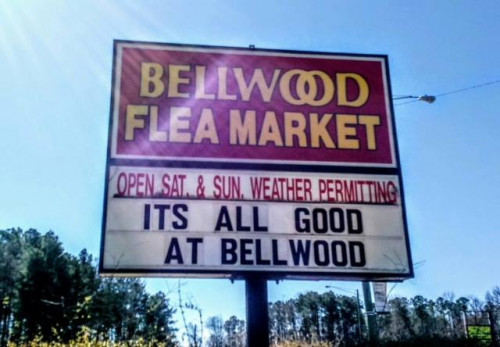 BELLWOOD
FLEA MARKET
OPEN SAT. & SUN. WEATHER PERMITTING
ITS ALL GOOD
AT BELLWOOD